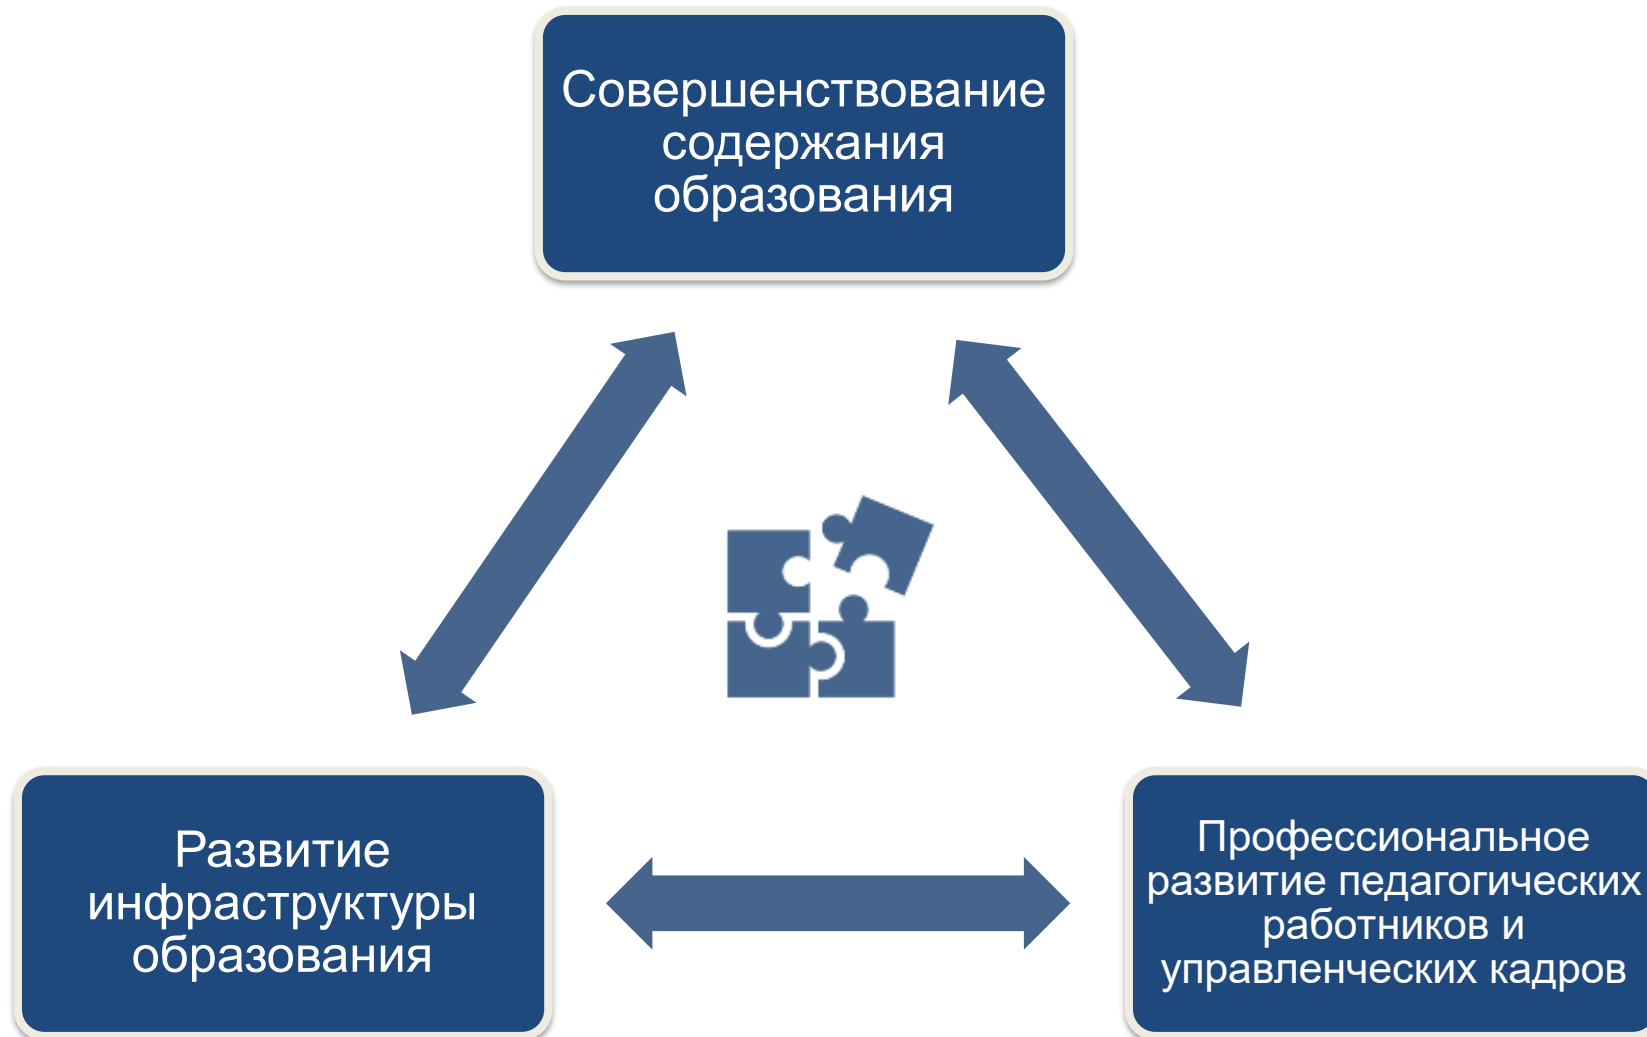 Совершенствование
содержания
образования
Развитие
инфраструктуры
образования
Профессиональное
развитие педагогических
работников и
управленческих кадров